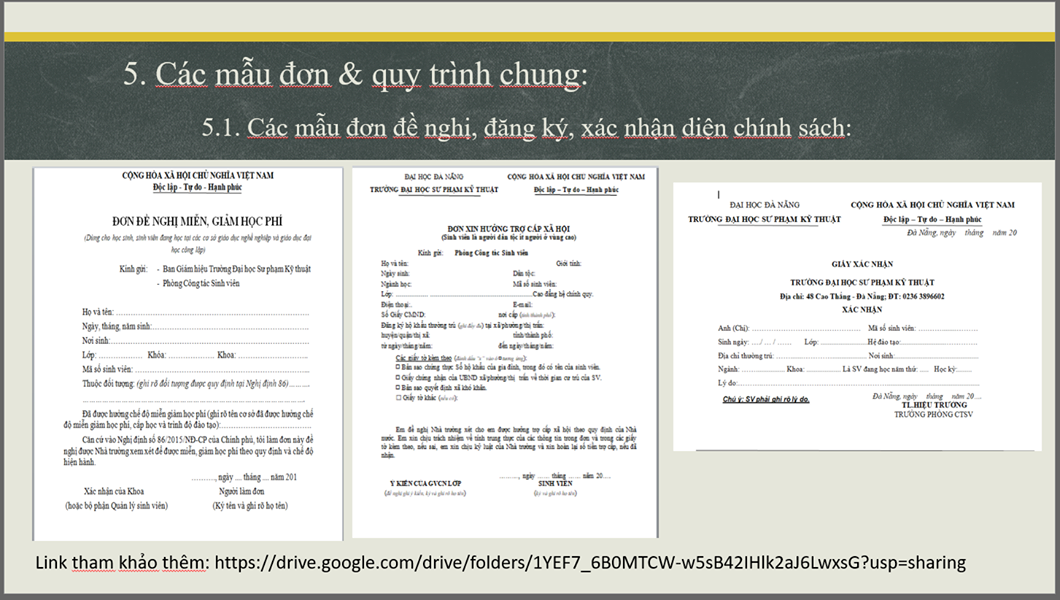 5. Các mẫu đơn & quy trình chung:
5.1. Các mẫu đơn đề nghị, đăng ký, xác nhận diện chính sách:
CỘNG HÒA XÃ HỘI CHỦ NGHĨA VIỆT NAM
Độc lập - Tự do - Hạnh phúc
ĐƠN ĐỀ NGHỊ MIỄN, GIẢM HỌC PHÍ
(Dùng cho học sinh, sinh viên đang học tại các cơ sở giáo dục nghề nghiệp và giáo dục đại
học công lập)
Kính gửi: - Ban Giám hiệu Trường Đại học Sư phạm Kỹ thuật
- Phòng Công tác Sinh viên
Họ và tên: ........................................
Ngày, tháng, năm sinh:........................................
Nơi sinh:........................................
Lớp: .................. Khóa:.................. Khoa:..................
Mã số sinh viên: ........................................
Thuộc đối tượng: (ghi rõ đối tượng được quy định tại Nghị định 86)..........
........................................
Đã được hưởng chế độ miễn giảm học phí (ghi rõ tên cơ sở đã được hưởng chế
độ miễn giảm học phí, cấp học và trình độ đào tạo):........................
Căn cứ vào Nghị định số 86/2015/NĐ-CP của Chính phủ, tôi làm đơn này đề
nghị được Nhà trường xem xét để được miễn, giảm học phí theo quy định và chế độ
hiện hành.
..........., ngày .... tháng .... năm 201
Xác nhận của Khoa Người làm đơn
(hoặc bộ phận Quản lý sinh viên) (Ký tên và ghi rõ họ tên)
ĐẠI HỌC ĐÀ NẴNG CỘNG HÒA XÃ HỘI CHỦ NGHĨA VIỆT NAM
TRƯỜNG ĐẠI HỌC SƯ PHẠM KỸ THUẬT Độc lập – Tự do – Hạnh phúc
ĐƠN XIN HƯỞNG TRỢ CẤP XÃ HỘI
(Sinh viên là người dân tộc ít người ở vùng cao)
Kính gửi: Phòng Công tác Sinh viên
Họ và tên: Giới tính:
Ngày sinh: Dân tộc:
Ngành học: Mã số sinh viên:
Lớp: ........................................ Cao đẳng hệ chính quy.
Điện thoại: E-mail:
Số Giấy CMND: nơi cấp (tỉnh/thành phố):
Đăng ký hộ khẩu thường trú (ghi đầy đủ) tại xã/phường/thị trấn:
huyện/quận/thị xã: tỉnh/thành phố:
từ ngày/tháng/năm: đến ngày/tháng/năm:
Các giấy tờ kèm theo (đánh dấu "x" vào ô tương ứng):
☐ Bản sao chứng thực Sổ hộ khẩu của gia đình, trong đó có tên của sinh viên.
☐ Giấy chứng nhận của UBND xã/phường/thị trấn về thời gian cư trú của SV.
☐ Bản sao quyết định xã khó khăn.
☐ Giấy tờ khác (nếu có):
Em đề nghị Nhà trường xét cho em được hưởng trợ cấp xã hội theo quy định của Nhà
nước. Em xin chịu trách nhiệm về tính trung thực của các thông tin trong đơn và trong các giấy
tờ kèm theo, nếu sai, em xin chịu kỷ luật của Nhà trường và xin hoàn lại số tiền trợ cấp, nếu đã
nhận.
.........., ngày ...... tháng ...... năm 20....
Ý KIẾN CỦA GVCN LỚP SINH VIÊN
(đề nghị ghi ý kiến, ký và ghi rõ họ tên) (ký và ghi rõ họ tên)
ĐẠI HỌC ĐÀ NẴNG CỘNG HÒA XÃ HỘI CHỦ NGHĨA VIỆT NAM
TRƯỜNG ĐẠI HỌC SƯ PHẠM KỸ THUẬT Độc lập – Tự do – Hạnh phúc
Đà Nẵng, ngày tháng năm 20
GIẤY XÁC NHẬN
TRƯỜNG ĐẠI HỌC SƯ PHẠM KỸ THUẬT
Địa chỉ: 48 Cao Thắng - Đà Nẵng; ĐT: 0236 3896602
XÁC NHẬN
Anh (Chị): ........................................ Mã số sinh viên: ....................
Sinh ngày: ..../ .... / ...... Lớp: .................. Hệ đào tạo:....................
Địa chỉ thường trú: .............................. Nơi sinh:....................
Ngành: .................... Khoa: .................... Là SV đang học năm thứ: ..... Học kỳ:......
Lý do:........................................
Chú ý: SV phải ghi rõ lý do.
Đà Nẵng, ngày tháng năm 20....
TL.HIỆU TRƯỞNG
TRƯỞNG PHÒNG CTSV
Link tham khảo thêm: https://drive.google.com/drive/folders/1YEF7_6B0MTCW-w5sB42IHlk2aJ6LwxsG?usp=sharing